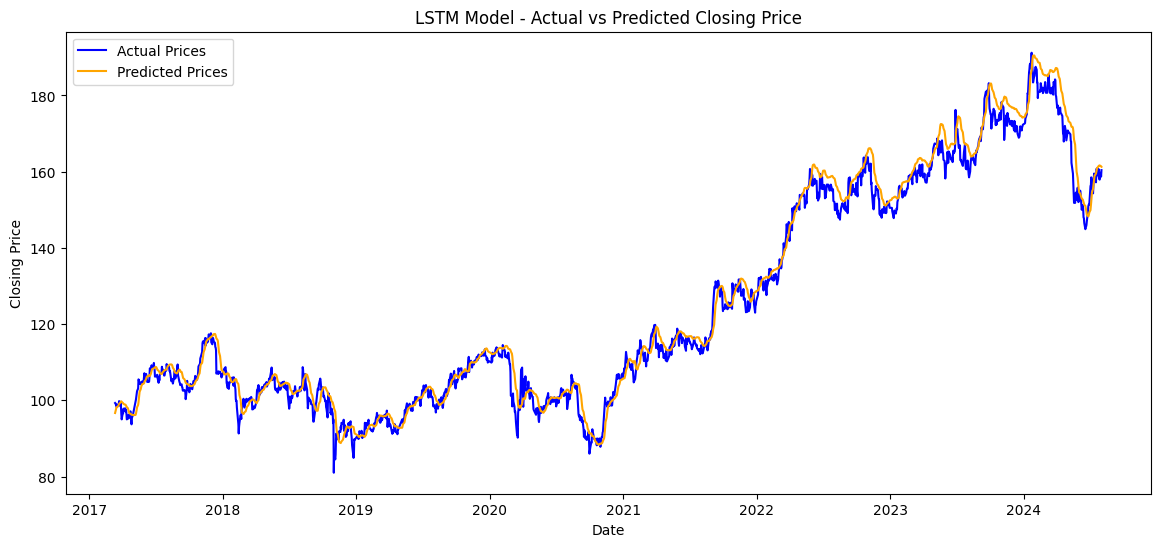 LSTM Model - Actual vs Predicted Closing Price
Actual Prices
Predicted Prices
Closing Price
180
160
140
120
100
80
2017 2018 2019 2020 2021 2022 2023 2024
Date